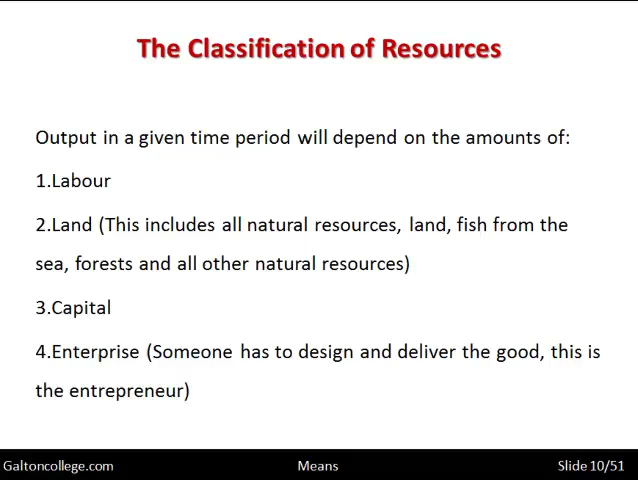 The Classification of Resources
Output in a given time period will depend on the amounts of:
1.Labour
2.Land (This includes all natural resources, land, fish from the
sea, forests and all other natural resources)
3.Capital
4.Enterprise (Someone has to design and deliver the good, this is
the entrepreneur)
Galtoncollege.com Means Slide 10/51